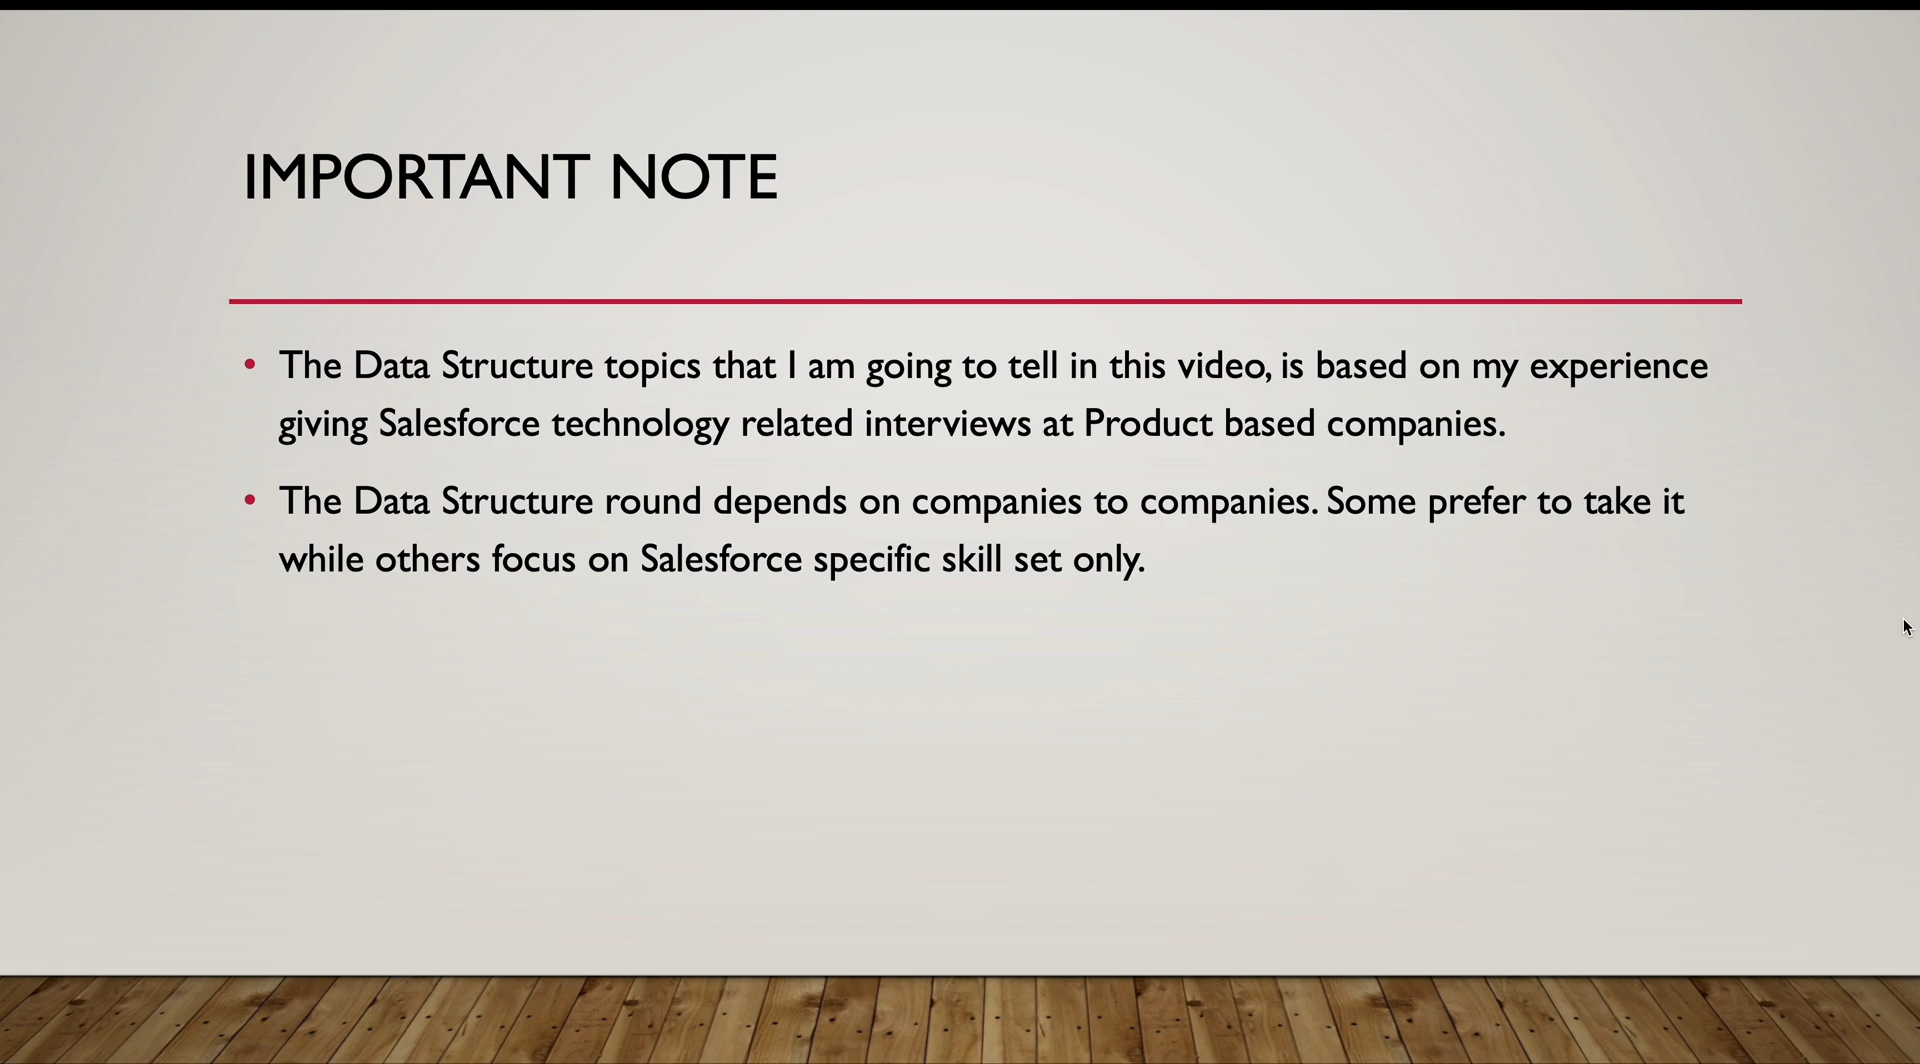 IMPORTANT NOTE
• The Data Structure topics that I am going to tell in this video, is based on my experience
giving Salesforce technology related interviews at Product based companies.
• The Data Structure round depends on companies to companies. Some prefer to take it
while others focus on Salesforce specific skill set only.